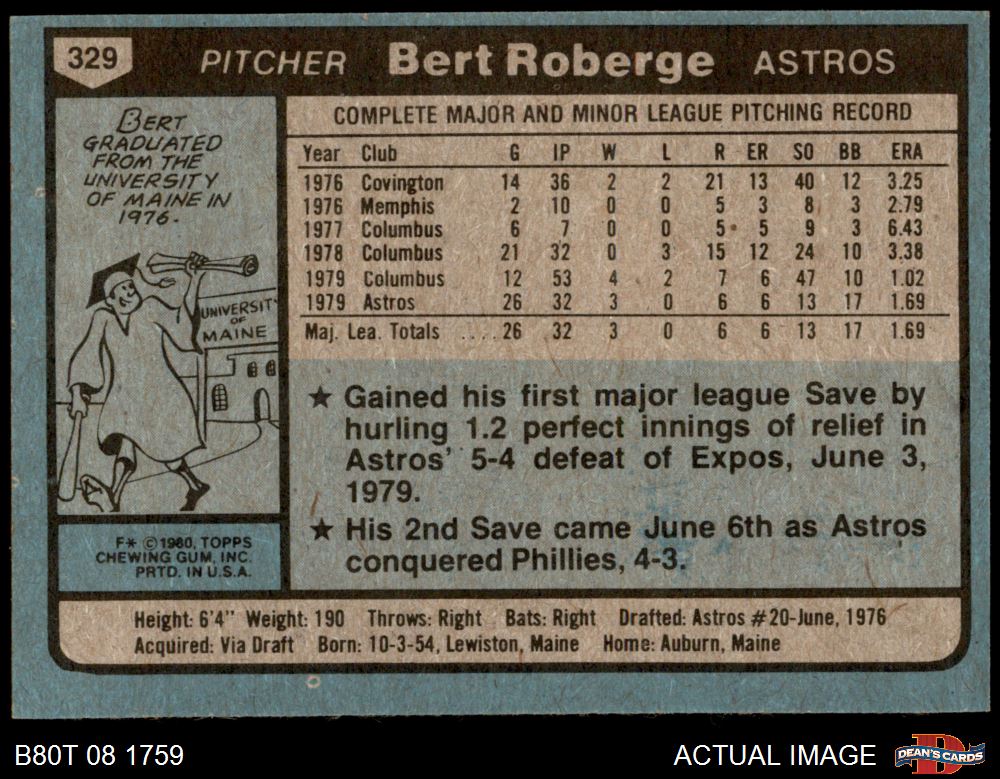 329 PITCHER Bert Roberge ASTROS
BERT
GRADUATED
FROM THE
UNIVERSITY
OF MAINE IN
1976.
UNIVERSITY
OF
MAINE
F* © 1980, TOPPS
CHEWING GUM, INC.
PRTD. IN U.S.A.
COMPLETE MAJOR AND MINOR LEAGUE PITCHING RECORD
Year Club G IP W L R ER SO BB ERA
1976 Covington 14 36 2 2 21 13 40 12 3.25
1976 Memphis 2 10 0 0 5 3 8 3 2.79
1977 Columbus 6 7 0 0 5 5 9 3 6.43
1978 Columbus 21 32 0 3 15 12 24 10 3.38
1979 Columbus 12 53 4 2 7 6 47 10 1.02
1979 Astros 26 32 3 0 6 6 13 17 1.69
Maj. Lea. Totals ....26 32 3 0 6 6 13 17 1.69
★ Gained his first major league Save by
hurling 1.2 perfect innings of relief in
Astros' 5-4 defeat of Expos, June 3,
1979.
★ His 2nd Save came June 6th as Astros
conquered Phillies, 4-3.
Height: 6'4" Weight: 190 Throws: Right Bats: Right Drafted: Astros #20-June, 1976
Acquired: Via Draft Born: 10-3-54, Lewiston, Maine Home: Auburn, Maine
B80T 08 1759 ACTUAL IMAGE DEAN'S CARDS